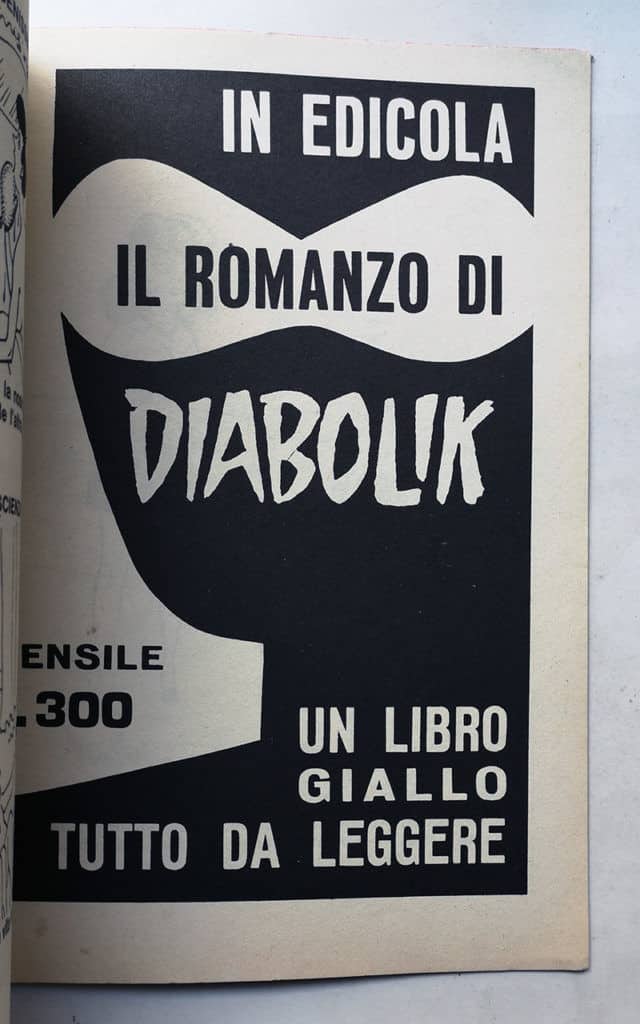 IN EDICOLA
IL ROMANZO DI
DIABOLIK
ENSILE
.300
UN LIBRO
GIALLO
TUTTO DA LEGGERE